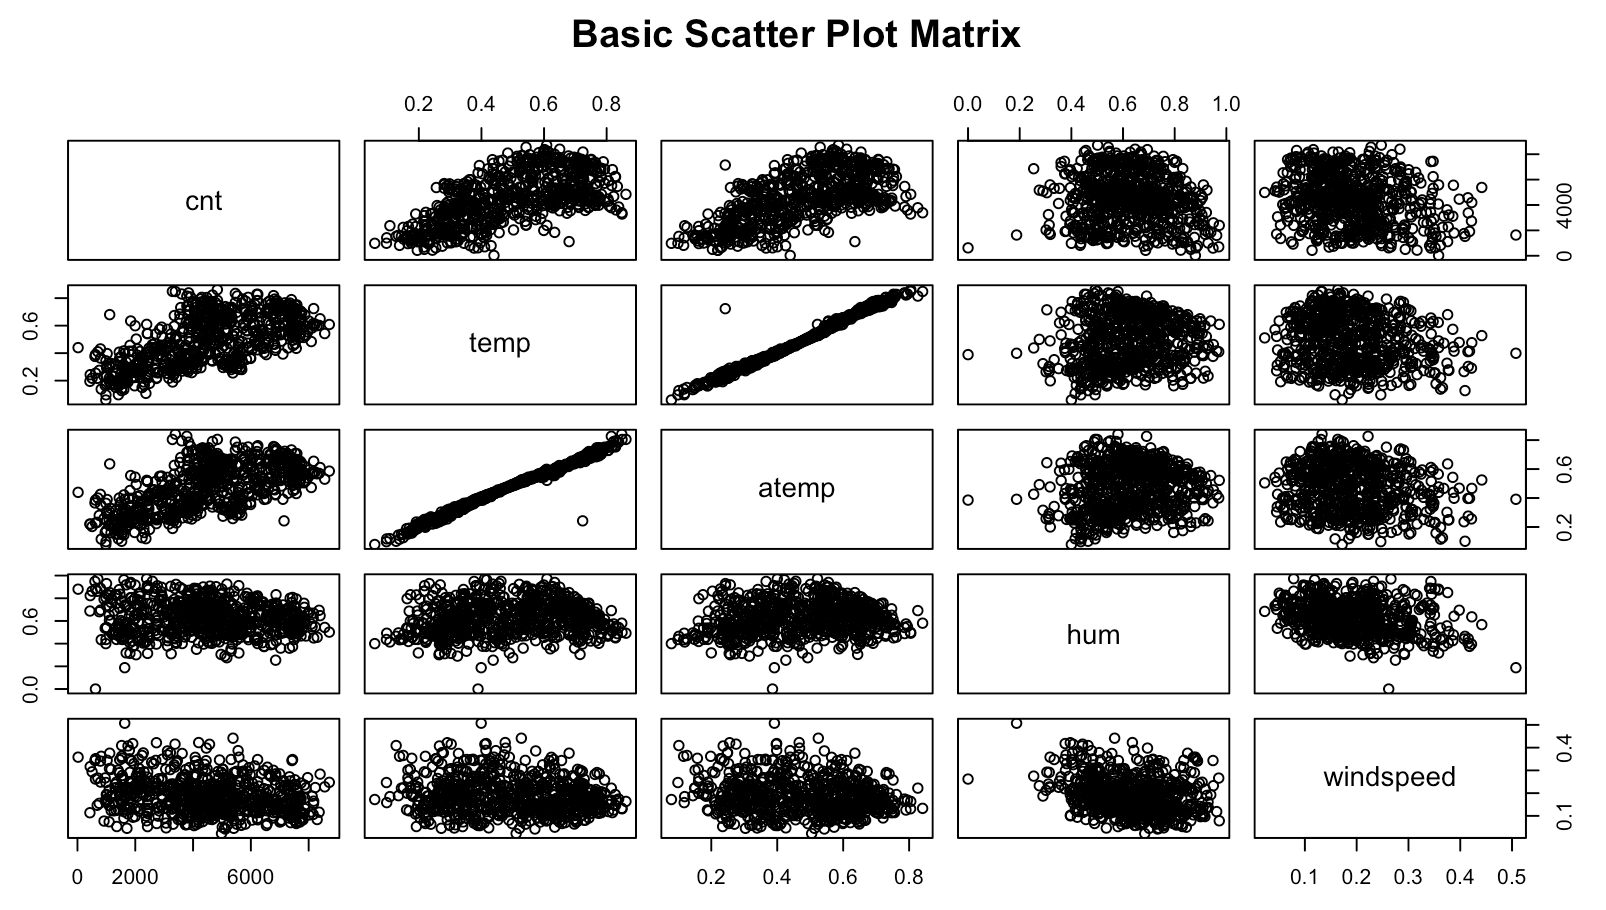 Basic Scatter Plot Matrix
0.2 0.4 0.6 0.8
0.0 0.2 0.4 0.6 0.8 1.0
cnt
0 4000
0.2 0.6
temp
atemp
0.2 0.6
0.0 0.6
hum
windspeed
0.1 0.4
0 2000 6000
0.2 0.4 0.6 0.8
0.1 0.2 0.3 0.4 0.5